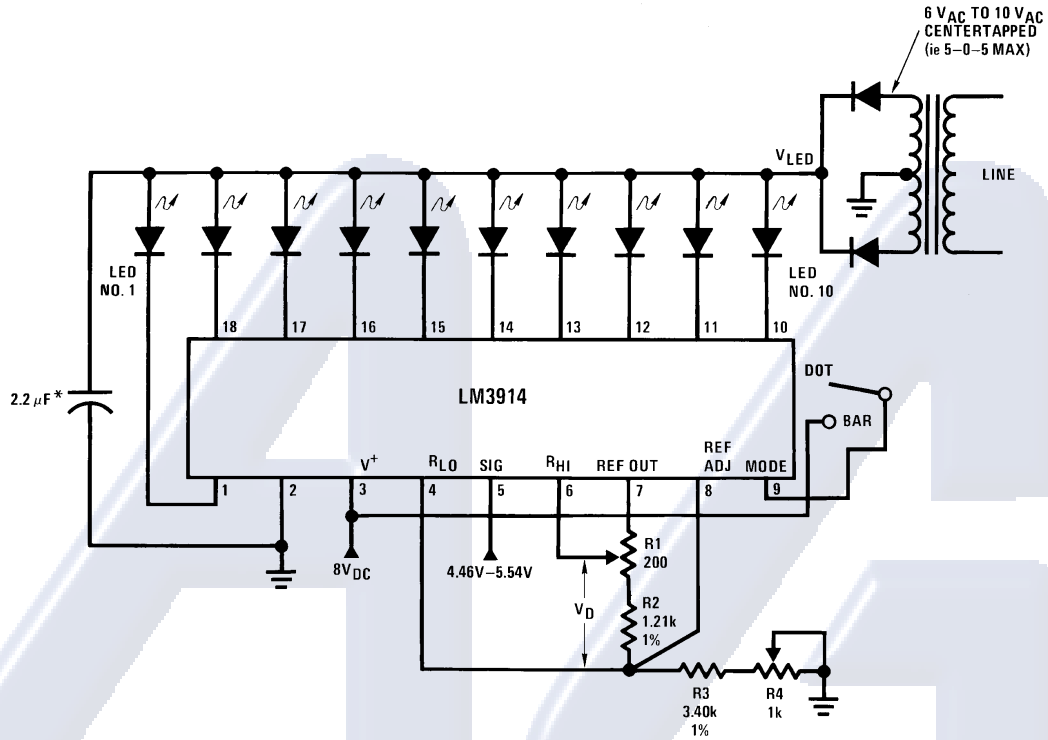 6 VAC TO 10 VAC
CENTERTAPPED
(ie 5–0–5 MAX)
VLED
LINE
LED
NO. 1
LED
NO. 10
18
17
16
15
14
13
12
11
10
2.2 μF*
LM3914
DOT
BAR
V+
RLO
SIG
RHI
REF OUT
REF
ADJ
MODE
1
2
3
4
5
6
7
8
9
8VDC
4.46V–5.54V
R1
200
VD
R2
1.21k
1%
R3
3.40k
1%
R4
1k